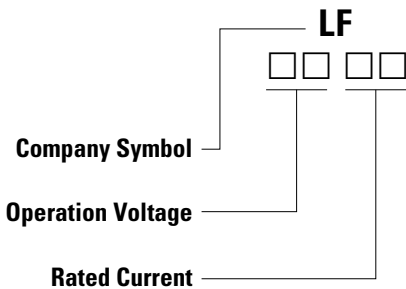 LF
□□ □□
Company Symbol
Operation Voltage
Rated Current